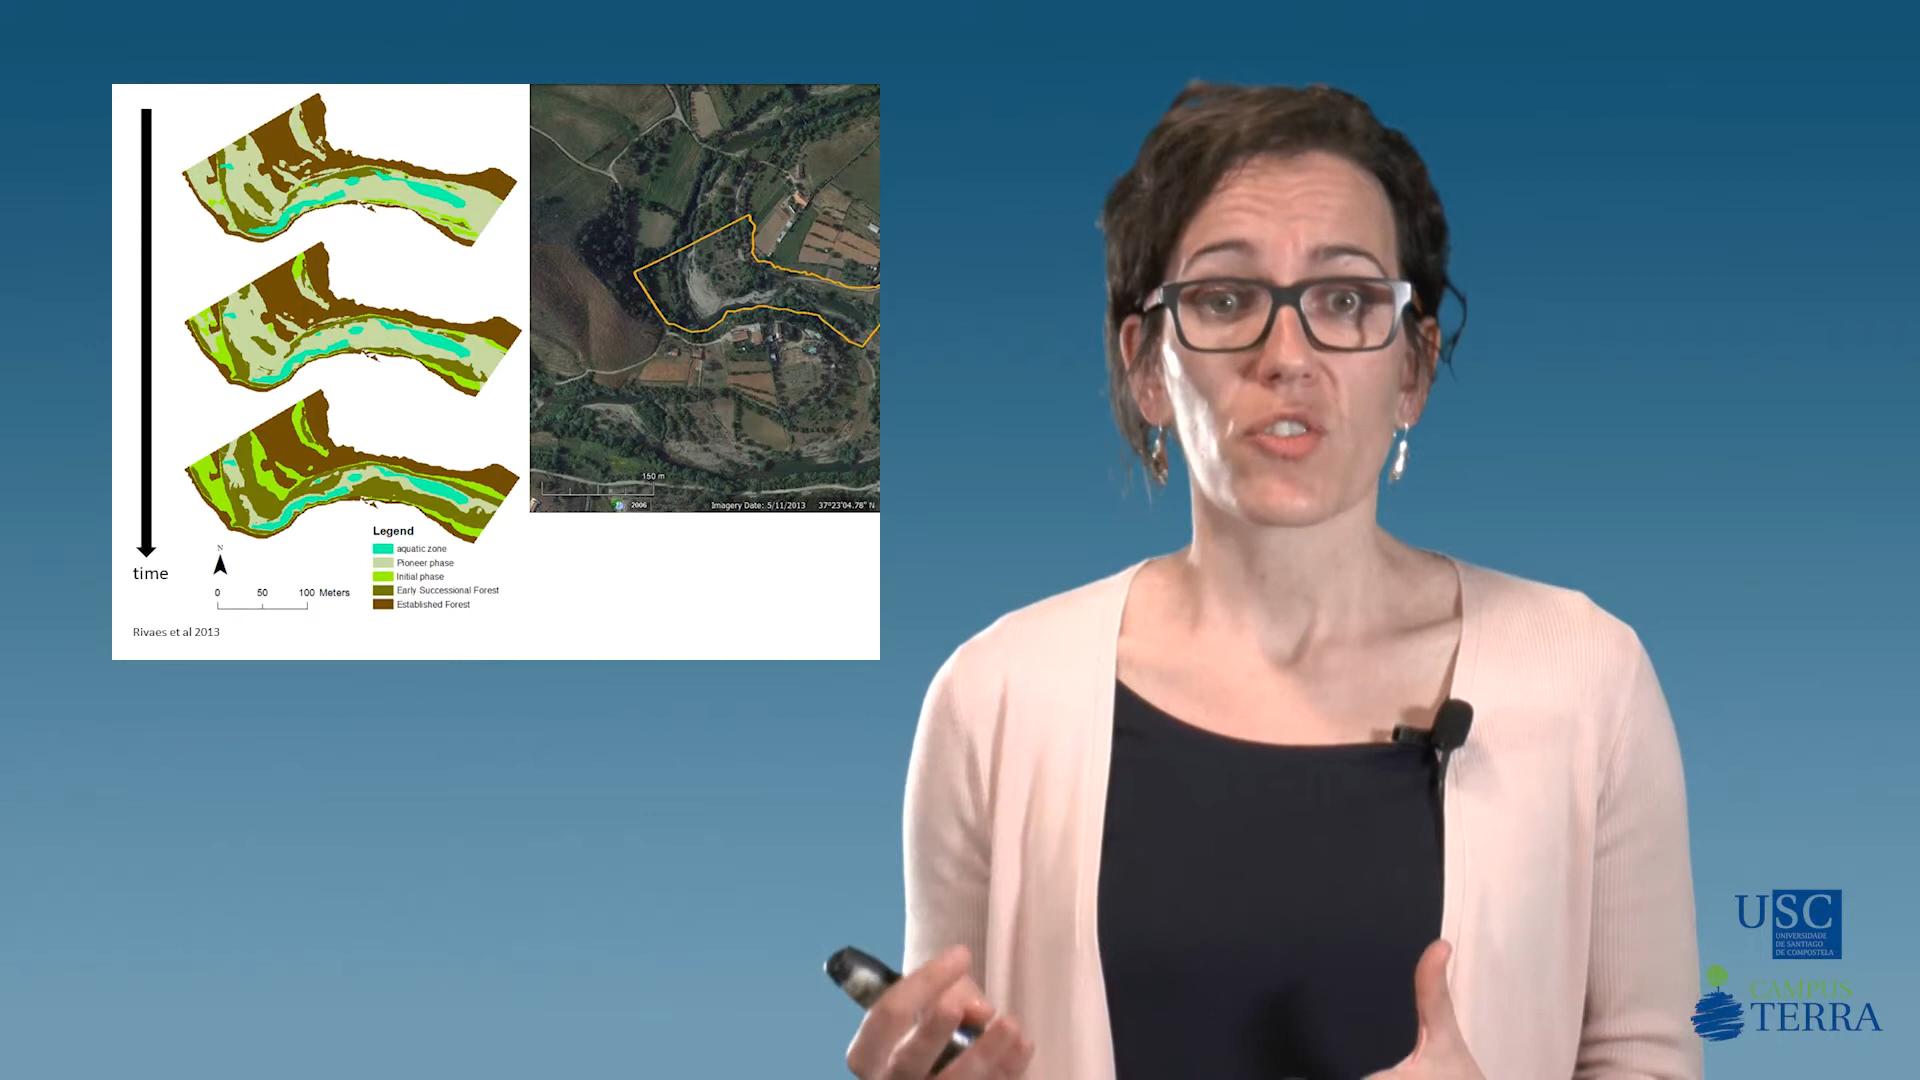 time
N
0 50 100 Meters
Legend
aquatic zone
Pioneer phase
Initial phase
Early Successional Forest
Established Forest
Rivaes et al 2013
150 m
2006
Imagery Date: 5/11/2013 37°23'04.78" N
USC
UNIVERSIDADE
DE SANTIAGO
DE COMPOSTELA
CAMPUS
TERRA